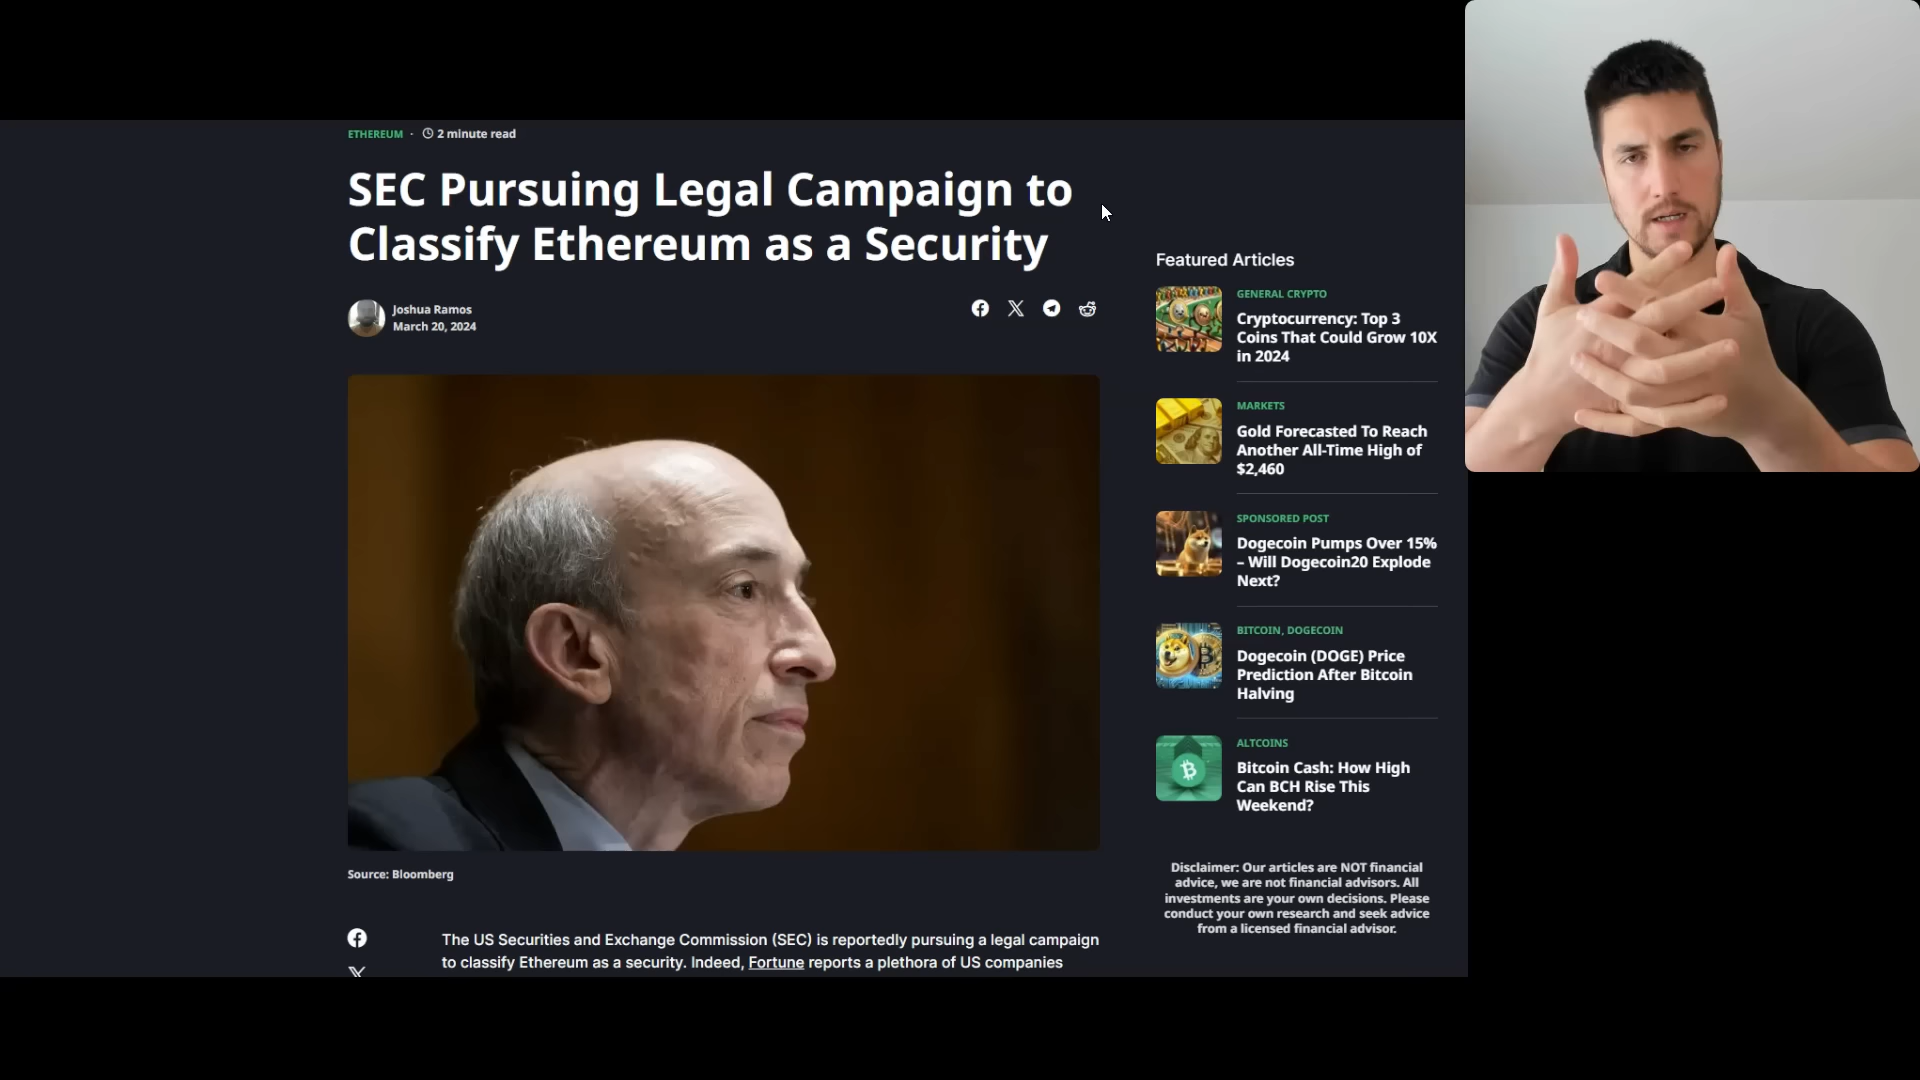 ETHEREUM · 2 minute read
SEC Pursuing Legal Campaign to
Classify Ethereum as a Security
Joshua Ramos
March 20, 2024
Source: Bloomberg
The US Securities and Exchange Commission (SEC) is reportedly pursuing a legal campaign
to classify Ethereum as a security. Indeed, Fortune reports a plethora of US companies
Featured Articles
GENERAL CRYPTO
Cryptocurrency: Top 3
Coins That Could Grow 10X
in 2024
MARKETS
Gold Forecasted To Reach
Another All-Time High of
$2,460
SPONSORED POST
Dogecoin Pumps Over 15%
– Will Dogecoin20 Explode
Next?
BITCOIN, DOGECOIN
Dogecoin (DOGE) Price
Prediction After Bitcoin
Halving
ALTCOINS
Bitcoin Cash: How High
Can BCH Rise This
Weekend?
Disclaimer: Our articles are NOT financial
advice, we are not financial advisors. All
investments are your own decisions. Please
conduct your own research and seek advice
from a licensed financial advisor.